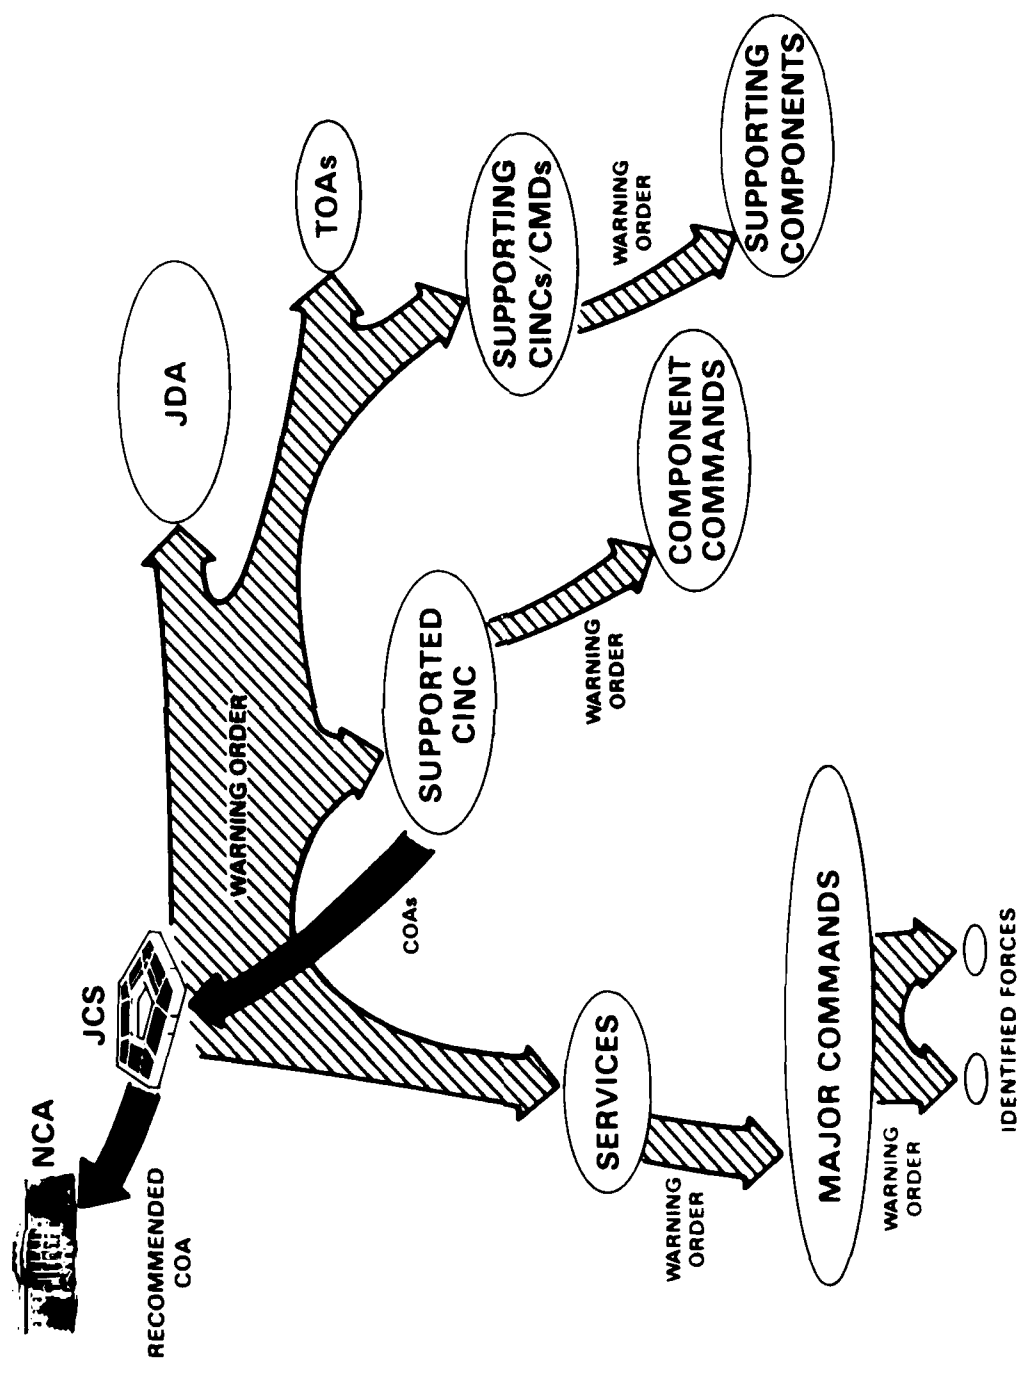 NCA
RECOMMENDED
COA
JCS
WARNING ORDER
JDA
TOAs
COAs
SUPPORTED
CINC
SUPPORTING
CINCs/CMDs
WARNING
ORDER
SUPPORTING
COMPONENTS
WARNING
ORDER
COMPONENT
COMMANDS
SERVICES
WARNING
ORDER
MAJOR COMMANDS
WARNING
ORDER
IDENTIFIED FORCES